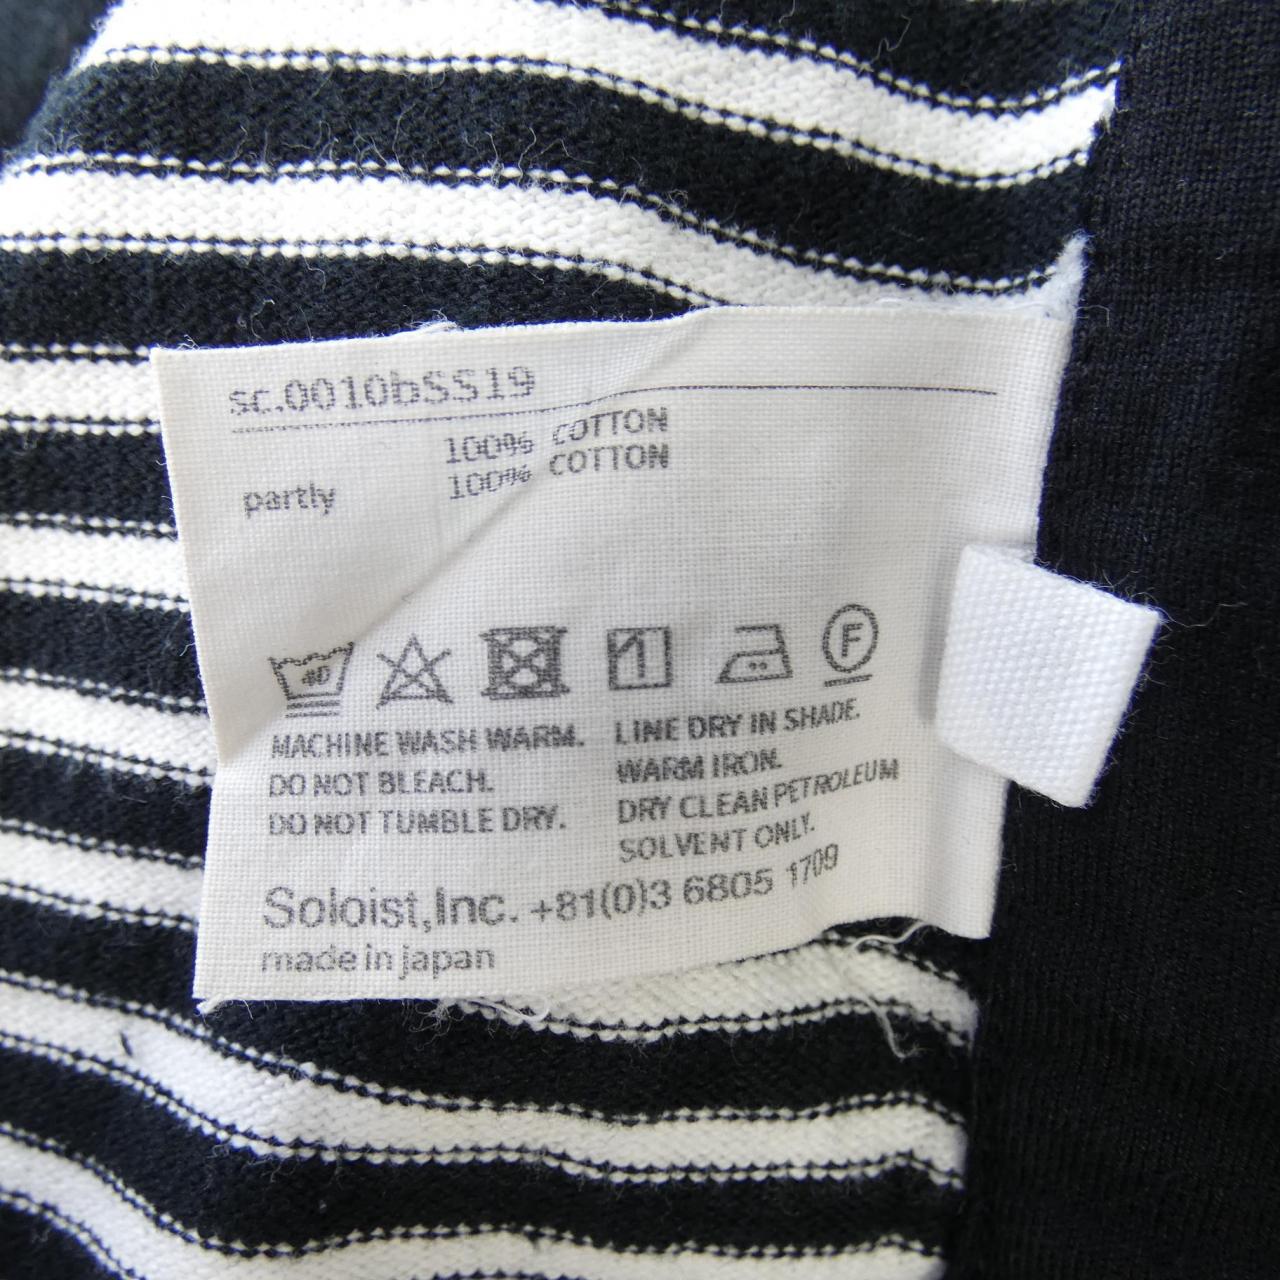 sc.0010bSS19
100% COTTON
partly 100% COTTON
40 F
MACHINE WASH WARM.
DO NOT BLEACH.
DO NOT TUMBLE DRY.
LINE DRY IN SHADE.
WARM IRON.
DRY CLEAN PETROLEUM
SOLVENT ONLY.
Soloist,Inc. +81(0)3 6805 1709
made in japan